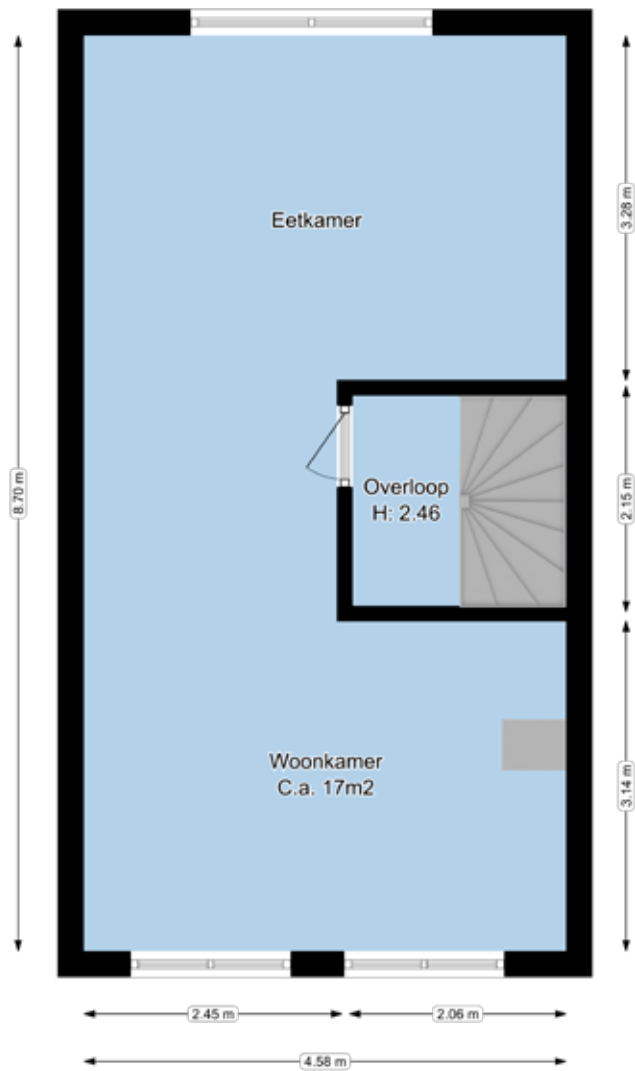 Eetkamer
3.28 m
8.70 m
Overloop
H: 2.46
2.15 m
Woonkamer
C.a. 17m2
3.14 m
2.45 m
2.06 m
4.58 m